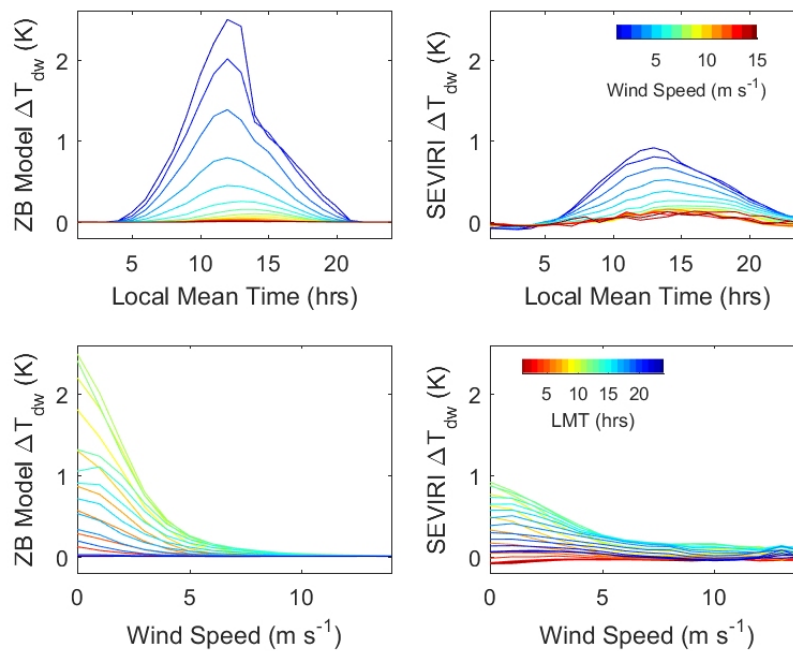 ZB Model ΔT_dw (K)
2
1
0
5 10 15 20
Local Mean Time (hrs)
SEVIRI ΔT_dw (K)
2
1
0
5 10 15
Wind Speed (m s⁻¹)
5 10 15 20
Local Mean Time (hrs)
ZB Model ΔT_dw (K)
2
1
0
0 5 10
Wind Speed (m s⁻¹)
SEVIRI ΔT_dw (K)
2
1
0
5 10 15 20
LMT (hrs)
0 5 10
Wind Speed (m s⁻¹)